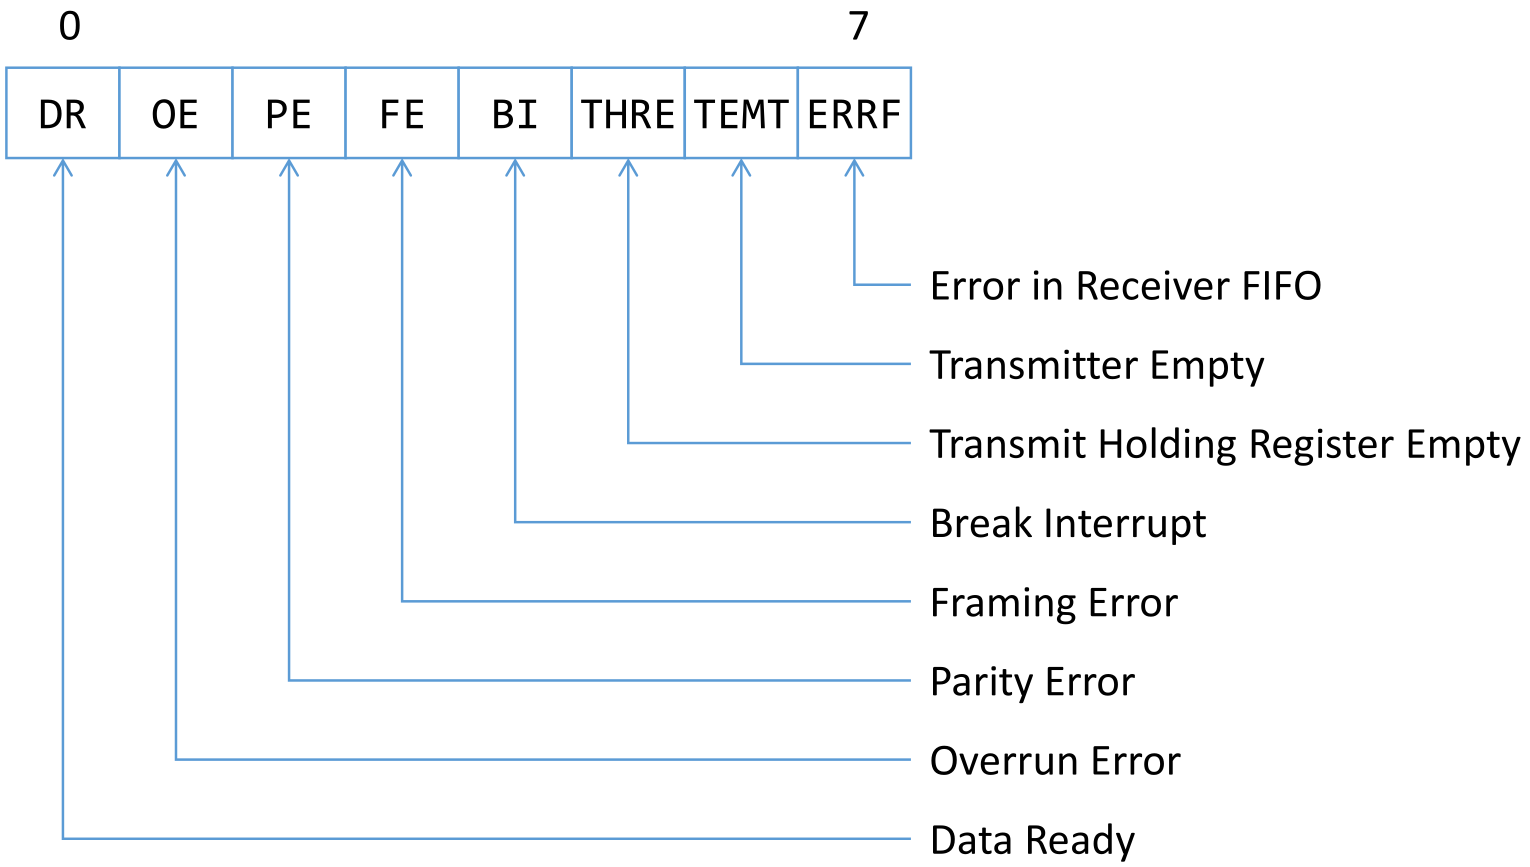 0 7
DR OE PE FE BI THRE TEMT ERRF
Error in Receiver FIFO
Transmitter Empty
Transmit Holding Register Empty
Break Interrupt
Framing Error
Parity Error
Overrun Error
Data Ready